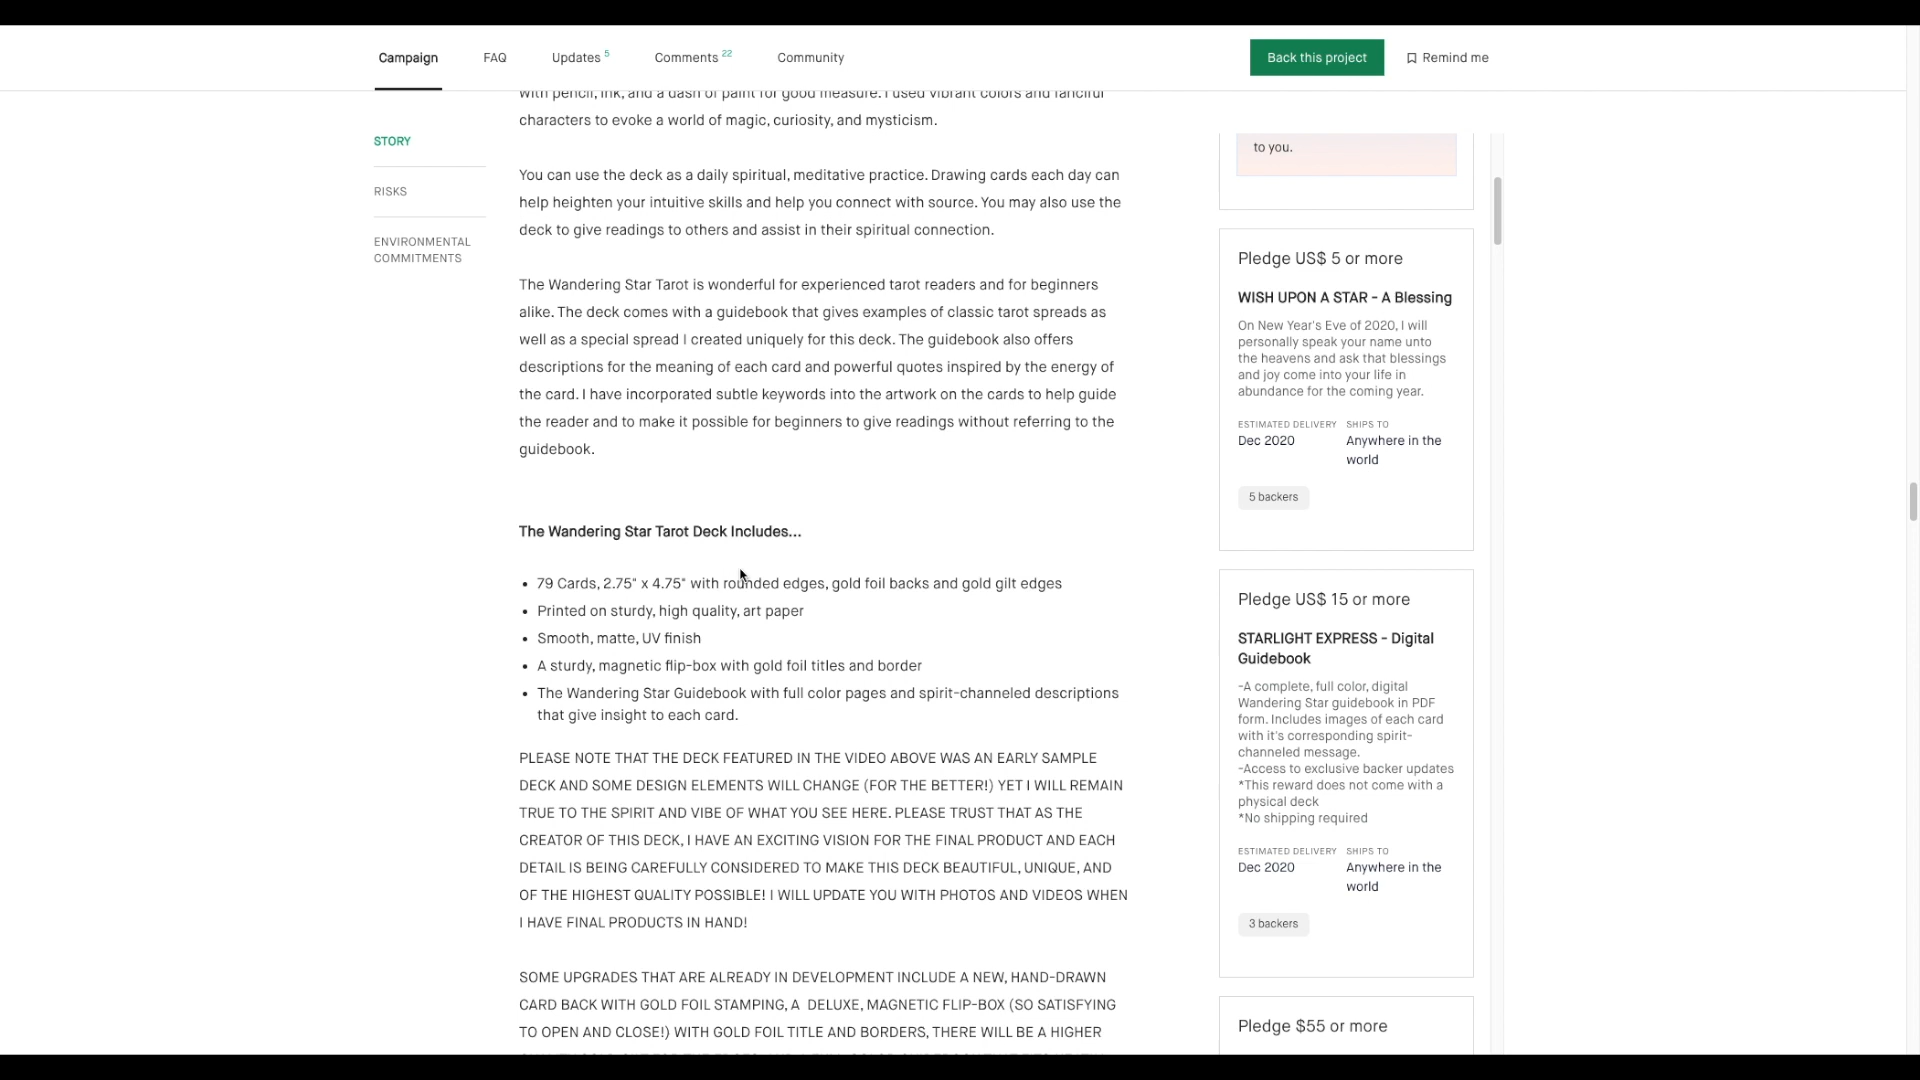 Campaign
FAQ
Updates 5
Comments 22
Community
Back this project
Remind me
STORY
RISKS
ENVIRONMENTAL
COMMITMENTS
with pencil, ink, and a dash of paint for good measure. I used vibrant colors and fanciful
characters to evoke a world of magic, curiosity, and mysticism.
You can use the deck as a daily spiritual, meditative practice. Drawing cards each day can
help heighten your intuitive skills and help you connect with source. You may also use the
deck to give readings to others and assist in their spiritual connection.
The Wandering Star Tarot is wonderful for experienced tarot readers and for beginners
alike. The deck comes with a guidebook that gives examples of classic tarot spreads as
well as a special spread I created uniquely for this deck. The guidebook also offers
descriptions for the meaning of each card and powerful quotes inspired by the energy of
the card. I have incorporated subtle keywords into the artwork on the cards to help guide
the reader and to make it possible for beginners to give readings without referring to the
guidebook.
The Wandering Star Tarot Deck Includes...
• 79 Cards, 2.75" x 4.75" with rounded edges, gold foil backs and gold gilt edges
• Printed on sturdy, high quality, art paper
• Smooth, matte, UV finish
• A sturdy, magnetic flip-box with gold foil titles and border
• The Wandering Star Guidebook with full color pages and spirit-channeled descriptions
that give insight to each card.
PLEASE NOTE THAT THE DECK FEATURED IN THE VIDEO ABOVE WAS AN EARLY SAMPLE
DECK AND SOME DESIGN ELEMENTS WILL CHANGE (FOR THE BETTER!) YET I WILL REMAIN
TRUE TO THE SPIRIT AND VIBE OF WHAT YOU SEE HERE. PLEASE TRUST THAT AS THE
CREATOR OF THIS DECK, I HAVE AN EXCITING VISION FOR THE FINAL PRODUCT AND EACH
DETAIL IS BEING CAREFULLY CONSIDERED TO MAKE THIS DECK BEAUTIFUL, UNIQUE, AND
OF THE HIGHEST QUALITY POSSIBLE! I WILL UPDATE YOU WITH PHOTOS AND VIDEOS WHEN
I HAVE FINAL PRODUCTS IN HAND!
SOME UPGRADES THAT ARE ALREADY IN DEVELOPMENT INCLUDE A NEW, HAND-DRAWN
CARD BACK WITH GOLD FOIL STAMPING, A DELUXE, MAGNETIC FLIP-BOX (SO SATISFYING
TO OPEN AND CLOSE!) WITH GOLD FOIL TITLE AND BORDERS, THERE WILL BE A HIGHER
to you.
Pledge US$ 5 or more
WISH UPON A STAR - A Blessing
On New Year's Eve of 2020, I will
personally speak your name unto
the heavens and ask that blessings
and joy come into your life in
abundance for the coming year.
ESTIMATED DELIVERY SHIPS TO
Dec 2020 Anywhere in the
world
5 backers
Pledge US$ 15 or more
STARLIGHT EXPRESS - Digital
Guidebook
-A complete, full color, digital
Wandering Star guidebook in PDF
form. Includes images of each card
with it's corresponding spirit-
channeled message.
-Access to exclusive backer updates
*This reward does not come with a
physical deck
*No shipping required
ESTIMATED DELIVERY SHIPS TO
Dec 2020 Anywhere in the
world
3 backers
Pledge $55 or more